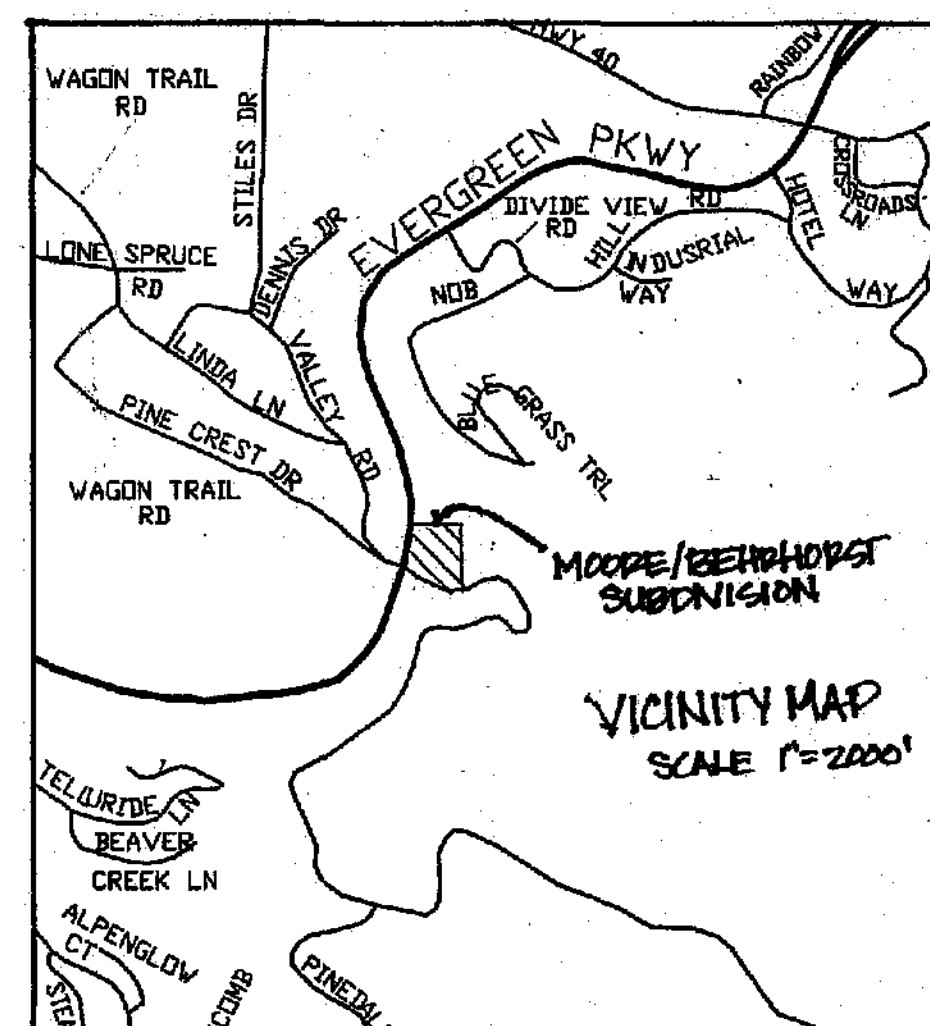 HWY 40
RAINBOW
WAGON TRAIL
RD
STILES DR
EVERGREEN PKWY
CROSSROADS
LN
DENNIS DR
DIVIDE VIEW
RD
HILL RD
HOTEL WAY
LONE SPRUCE
RD
INDUSRIAL
WAY
NOB
LINDA LN
VALLEY RD
BLUE GRASS TRL
PINE CREST DR
WAGON TRAIL
RD
MOORE/BEHRHORST
SUBDIVISION
VICINITY MAP
SCALE 1"=2000'
TELLURIDE LN
BEAVER
CREEK LN
ALPENGLOW
CT